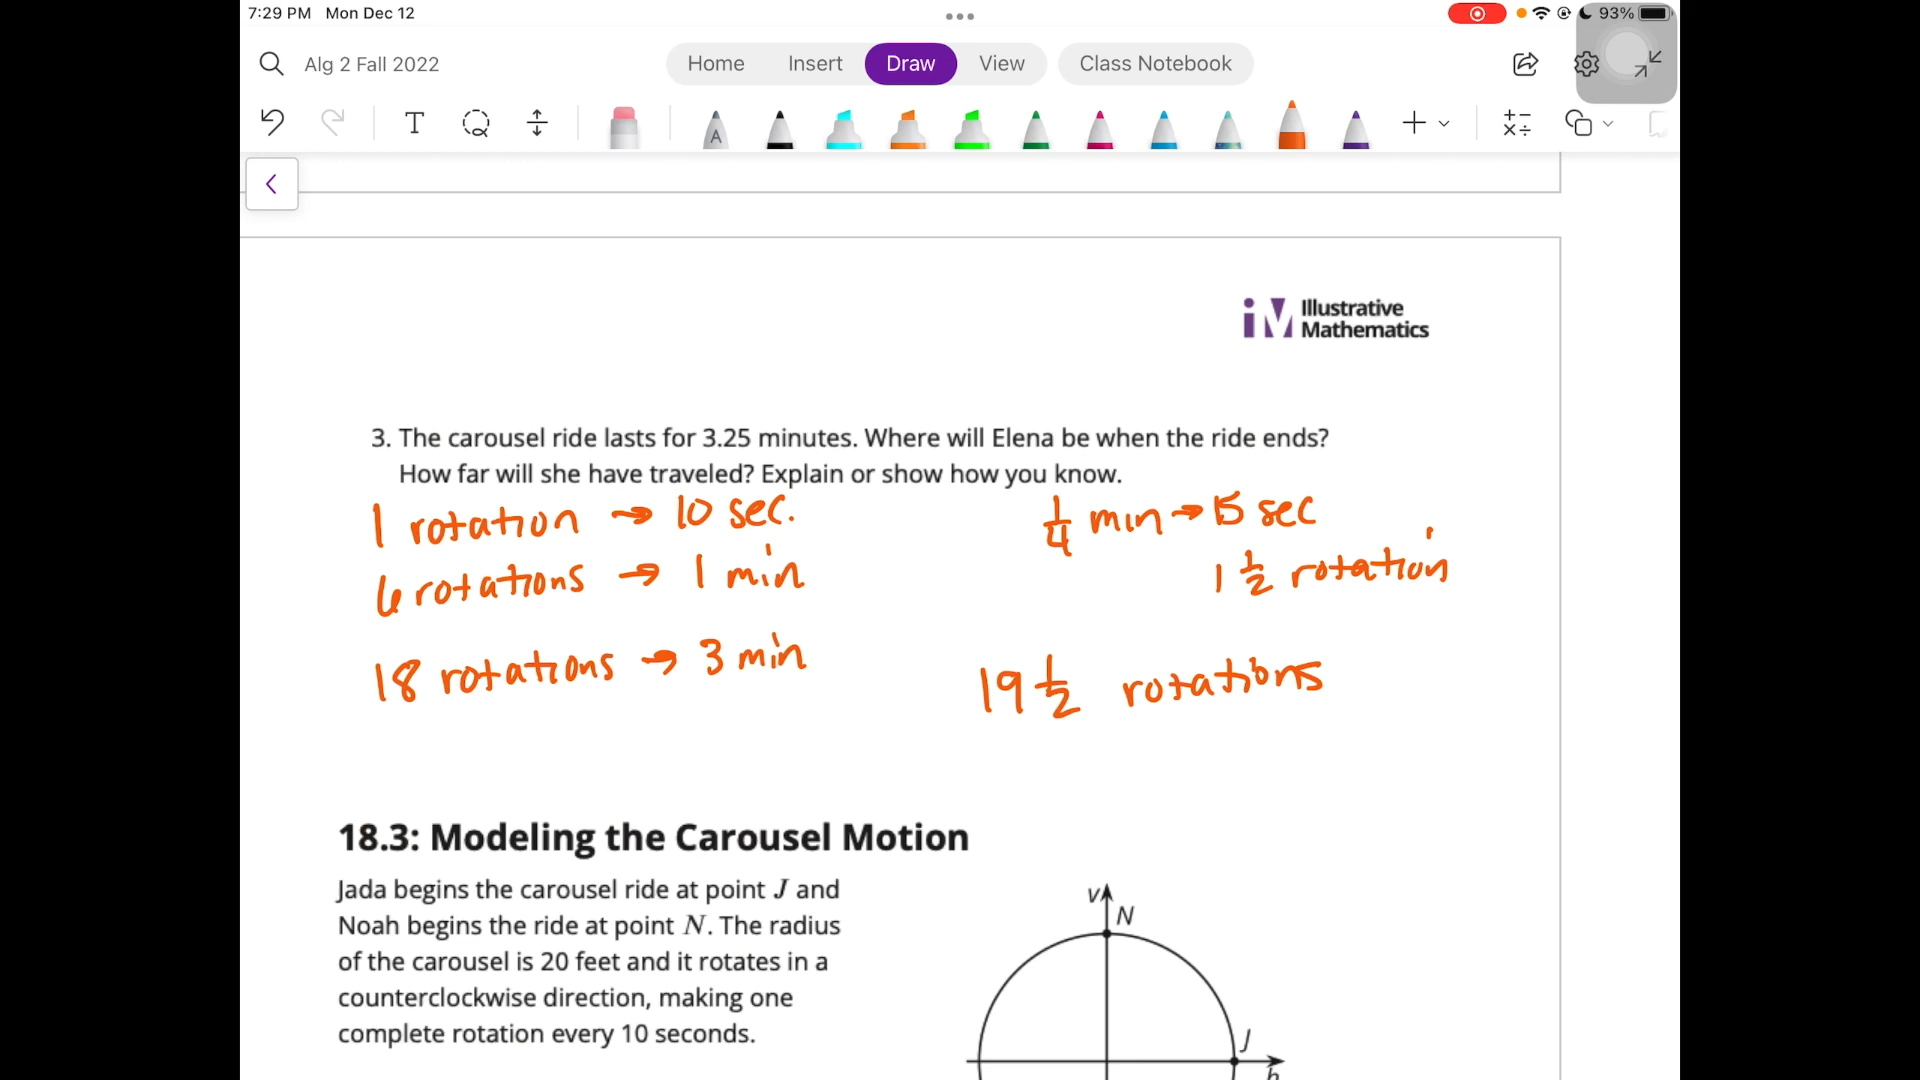 7:29 PM Mon Dec 12
93%
Alg 2 Fall 2022
Home Insert Draw View Class Notebook
T
A
Illustrative
Mathematics
3. The carousel ride lasts for 3.25 minutes. Where will Elena be when the ride ends?
How far will she have traveled? Explain or show how you know.
1 rotation → 10 sec.
6 rotations → 1 min
18 rotations → 3 min
1/4 min → 15 sec
1 1/2 rotation
19 1/2 rotations
18.3: Modeling the Carousel Motion
Jada begins the carousel ride at point J and
Noah begins the ride at point N. The radius
of the carousel is 20 feet and it rotates in a
counterclockwise direction, making one
complete rotation every 10 seconds.
v
N
J
h